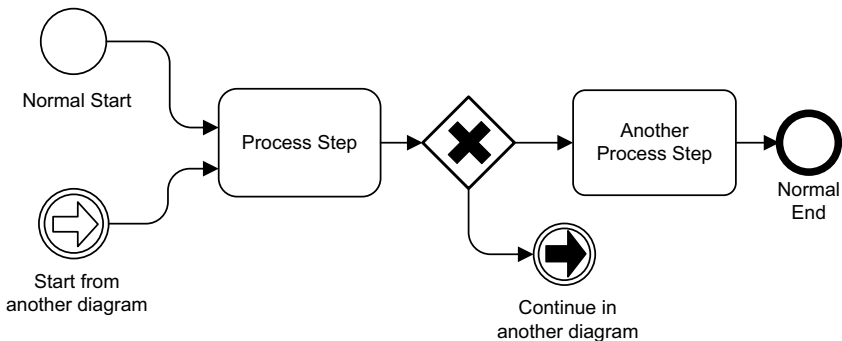 Normal Start
Process Step
Another
Process Step
Normal
End
Start from
another diagram
Continue in
another diagram